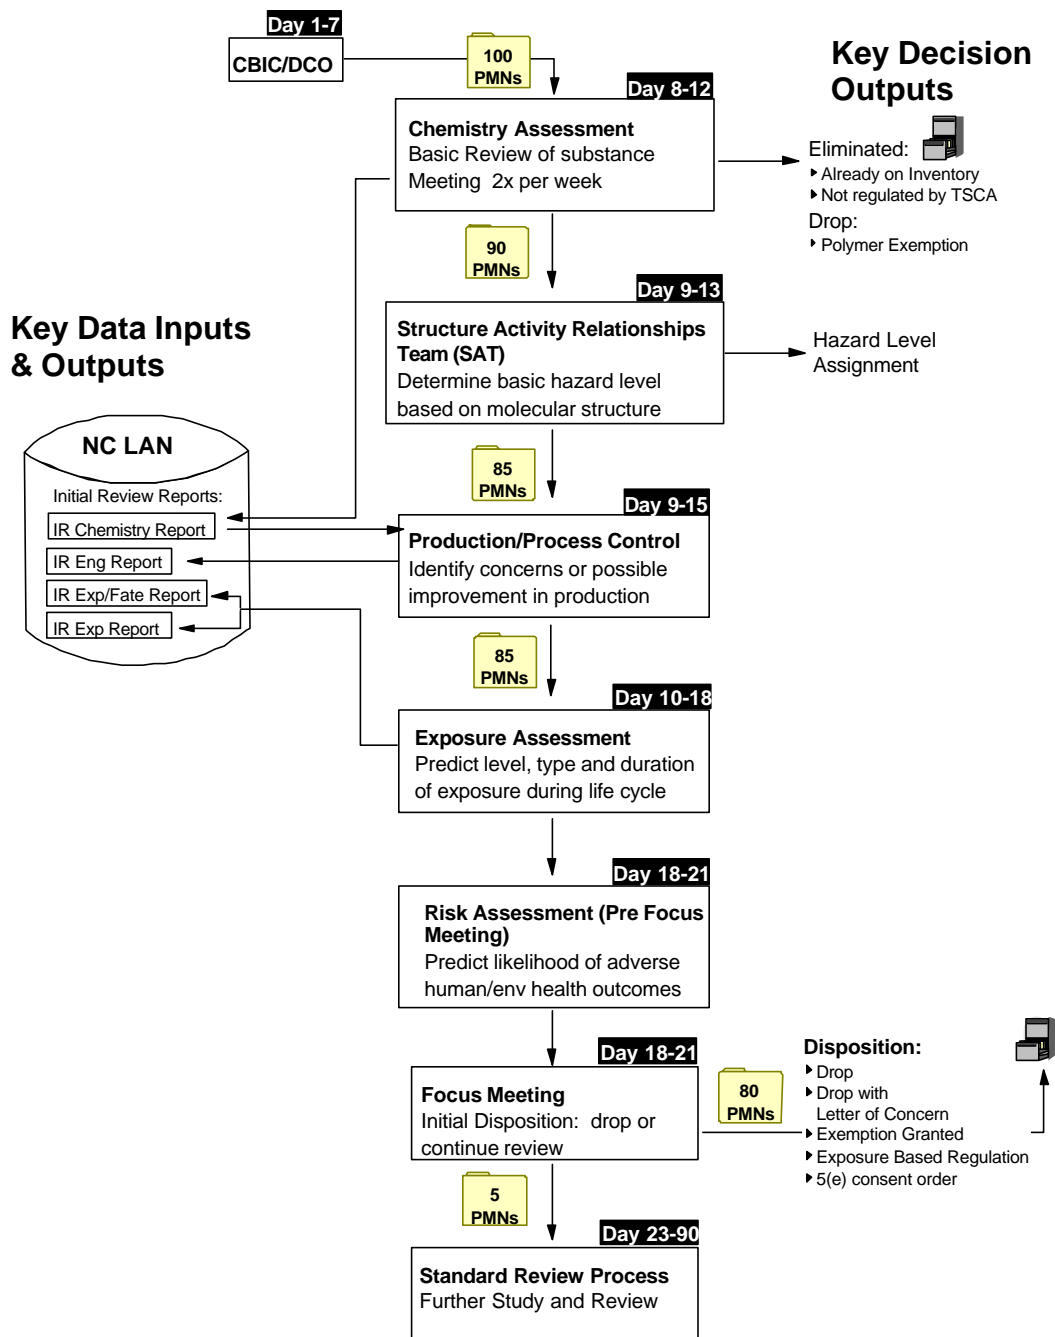 Day 1-7
CBIC/DCO
100
PMNs
Key Decision
Outputs
Day 8-12
Chemistry Assessment
Basic Review of substance
Meeting 2x per week
Eliminated:
Already on Inventory
Not regulated by TSCA
Drop:
Polymer Exemption
90
PMNs
Day 9-13
Key Data Inputs
& Outputs
Structure Activity Relationships
Team (SAT)
Determine basic hazard level
based on molecular structure
Hazard Level
Assignment
NC LAN
Initial Review Reports:
IR Chemistry Report
IR Eng Report
IR Exp/Fate Report
IR Exp Report
85
PMNs
Day 9-15
Production/Process Control
Identify concerns or possible
improvement in production
85
PMNs
Day 10-18
Exposure Assessment
Predict level, type and duration
of exposure during life cycle
Day 18-21
Risk Assessment (Pre Focus
Meeting)
Predict likelihood of adverse
human/env health outcomes
Day 18-21
Focus Meeting
Initial Disposition: drop or
continue review
80
PMNs
Disposition:
Drop
Drop with
Letter of Concern
Exemption Granted
Exposure Based Regulation
5(e) consent order
5
PMNs
Day 23-90
Standard Review Process
Further Study and Review